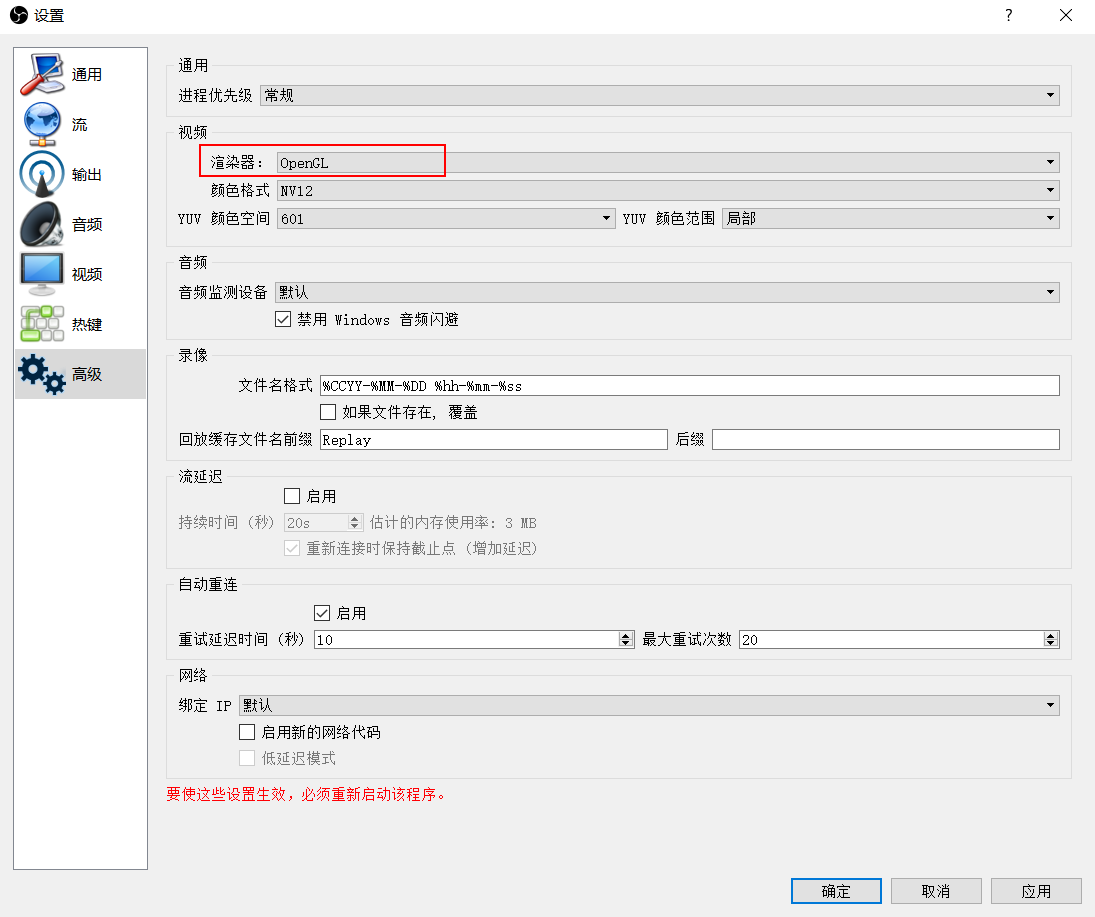 设置
通用
流
输出
音频
视频
热键
高级
通用
进程优先级 常规
视频
渲染器: OpenGL
颜色格式 NV12
YUV 颜色空间 601 YUV 颜色范围 局部
音频
音频监测设备 默认
禁用 Windows 音频闪避
录像
文件名格式 %CCYY-%MM-%DD %hh-%mm-%ss
如果文件存在, 覆盖
回放缓存文件名前缀 Replay 后缀
流延迟
启用
持续时间 (秒) 20s 估计的内存使用率: 3 MB
重新连接时保持截止点 (增加延迟)
自动重连
启用
重试延迟时间 (秒) 10 最大重试次数 20
网络
绑定 IP 默认
启用新的网络代码
低延迟模式
要使这些设置生效，必须重新启动该程序。
确定 取消 应用